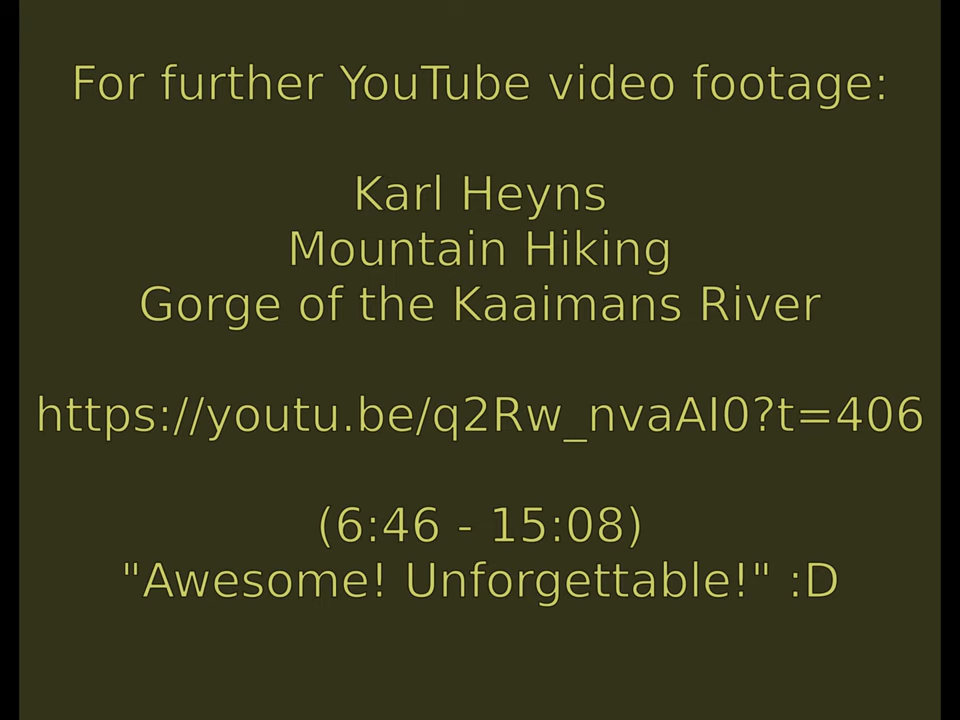 For further YouTube video footage:
Karl Heyns
Mountain Hiking
Gorge of the Kaaimans River
https://youtu.be/q2Rw_nvaAI0?t=406
(6:46 - 15:08)
"Awesome! Unforgettable!" :D